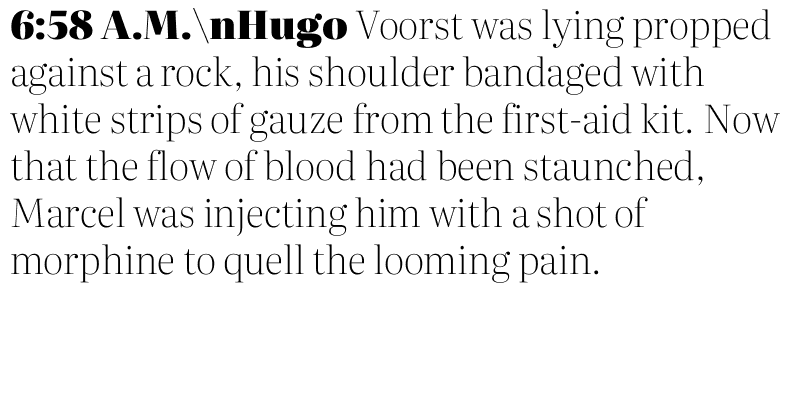 6:58 A.M.\nHugo Voorst was lying propped
against a rock, his shoulder bandaged with
white strips of gauze from the first-aid kit. Now
that the flow of blood had been staunched,
Marcel was injecting him with a shot of
morphine to quell the looming pain.